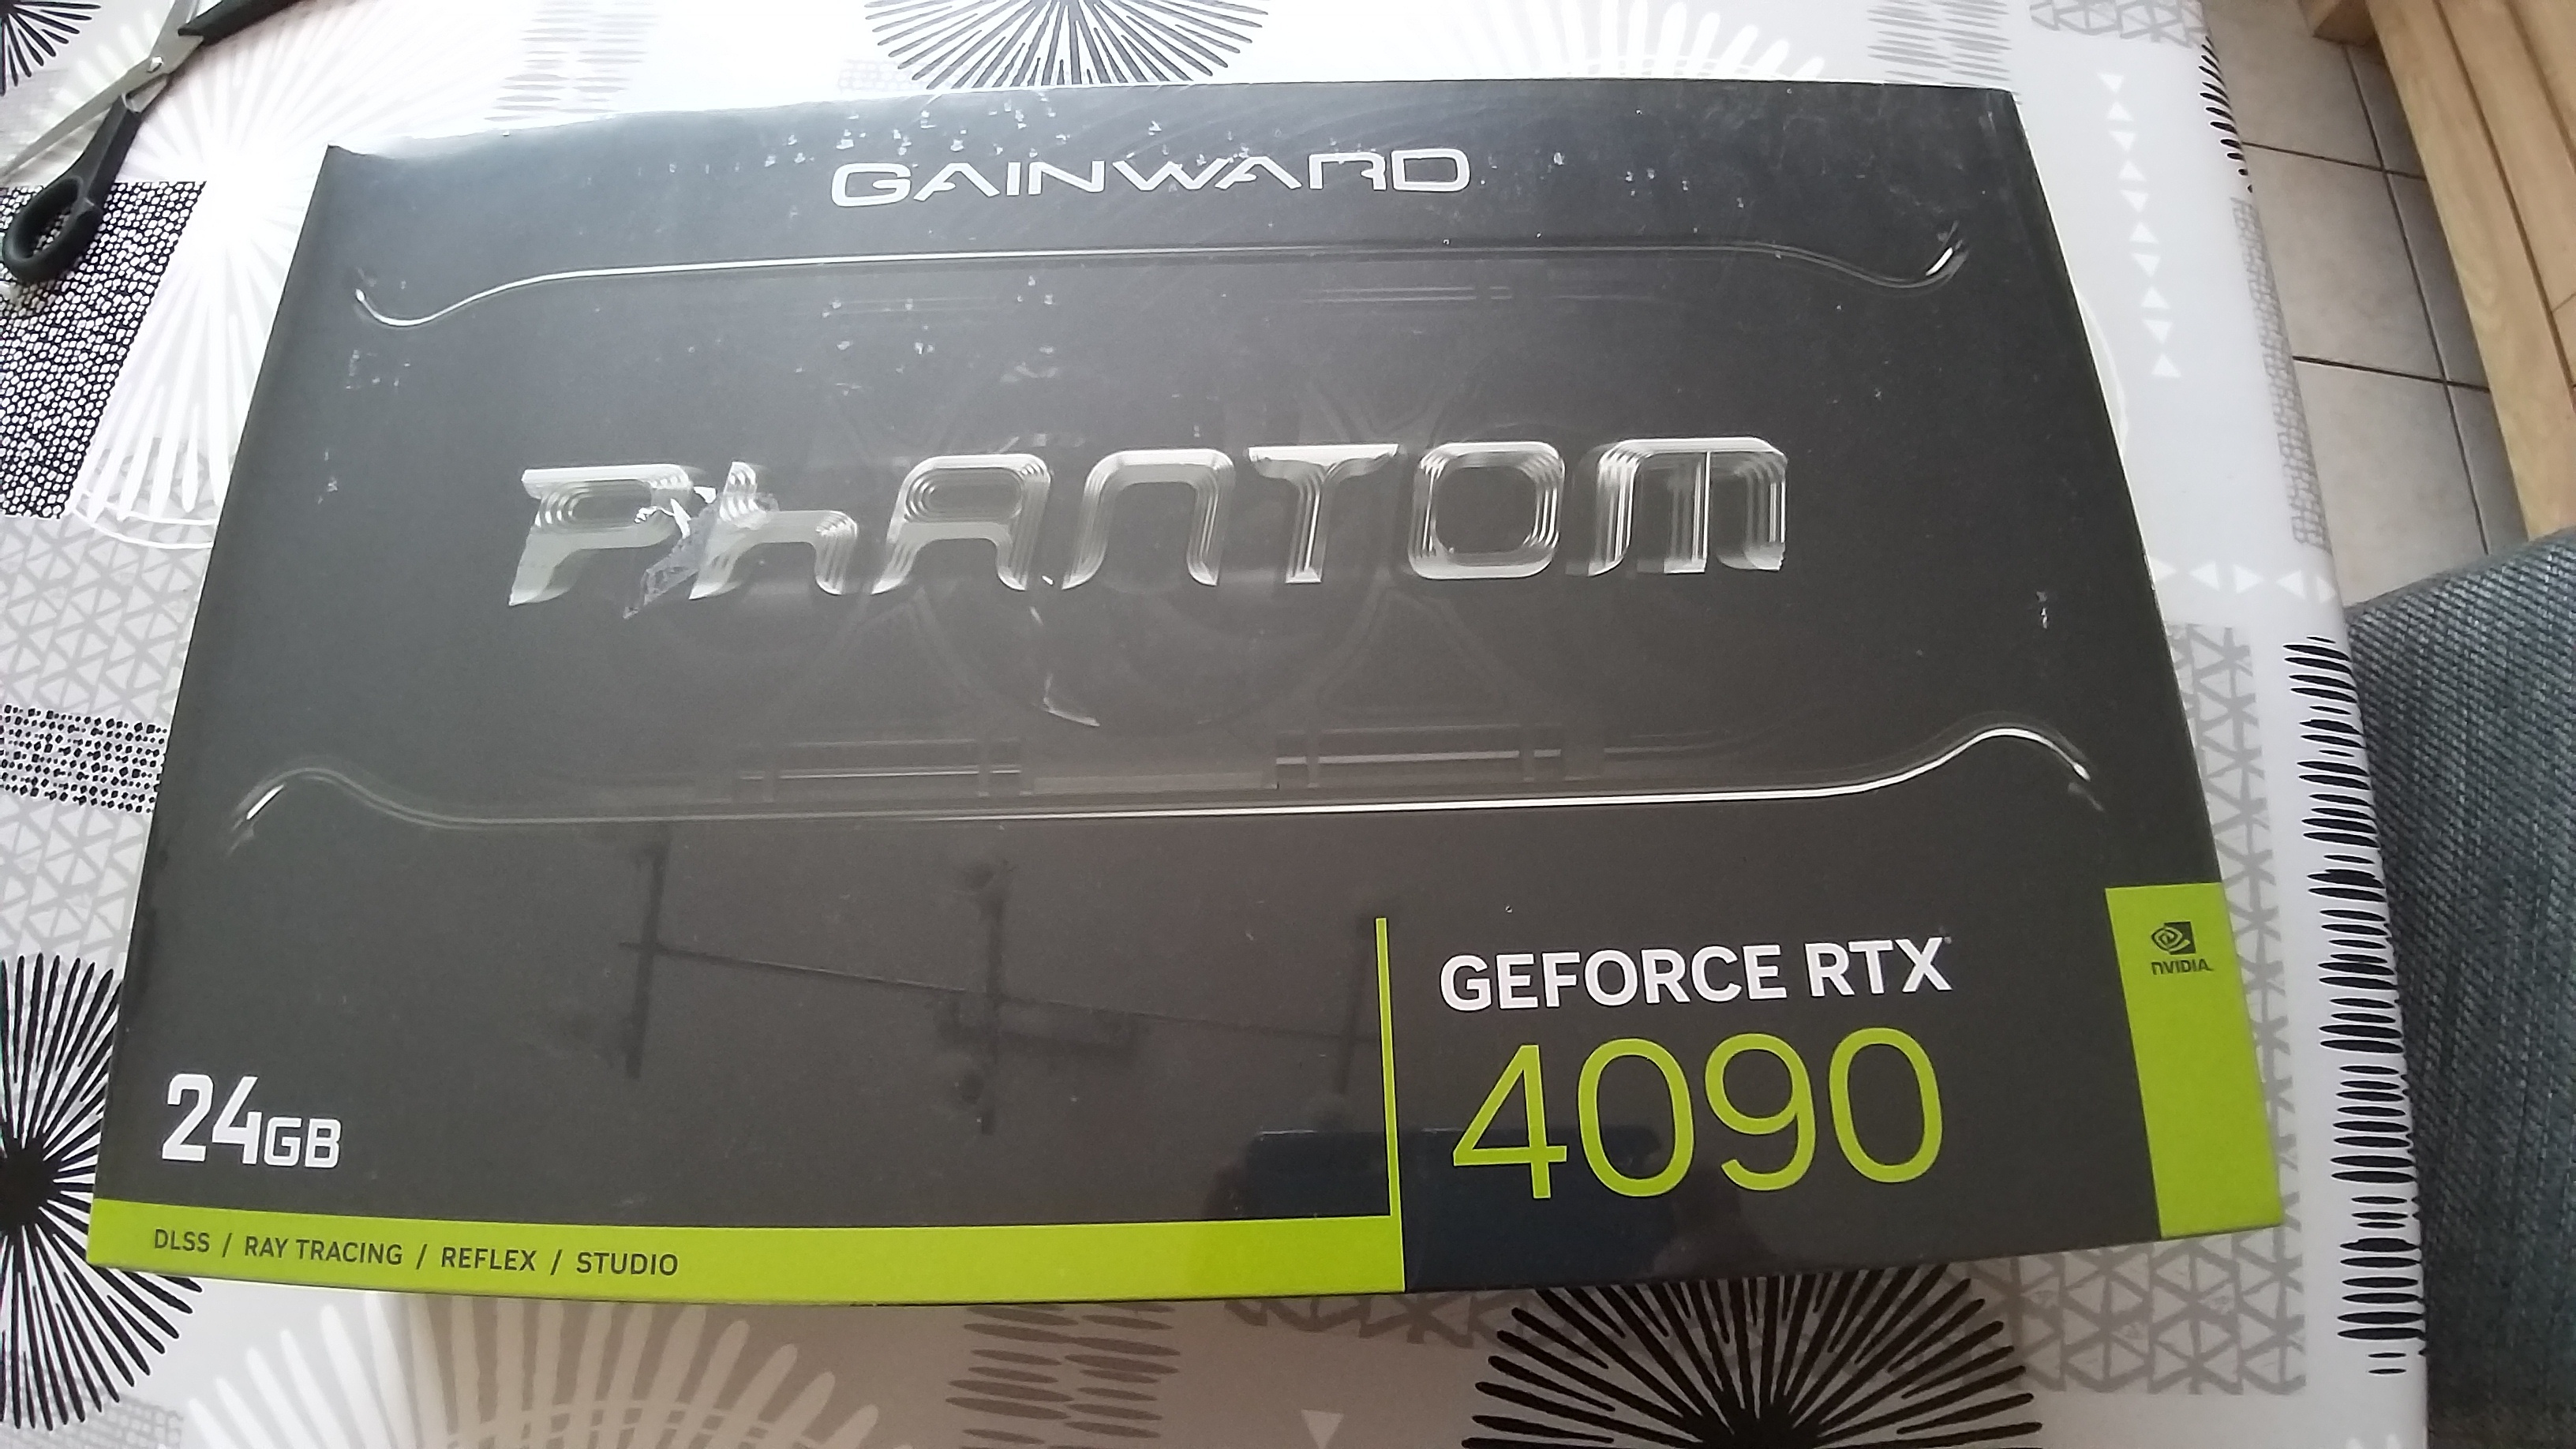 GAINWARD
PHANTOM
GEFORCE RTX
4090
NVIDIA
24GB
DLSS / RAY TRACING / REFLEX / STUDIO